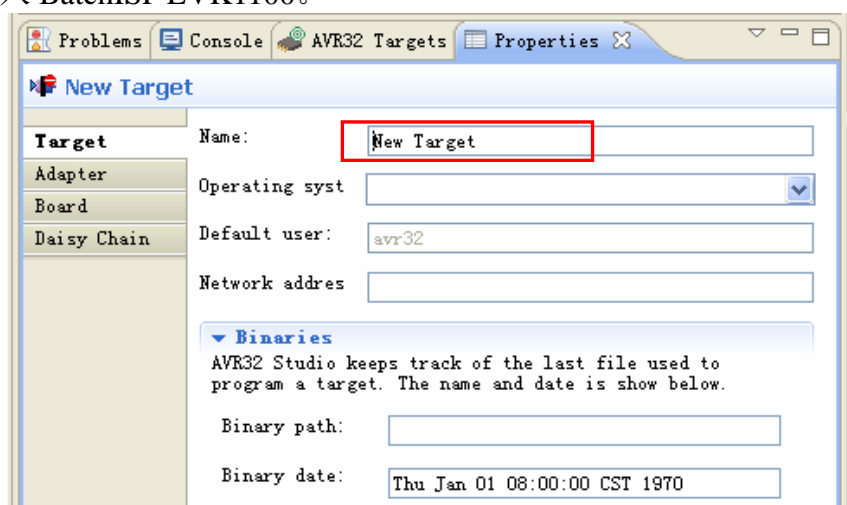 BatchISP-EVK1100。
Problems Console AVR32 Targets Properties
New Target
Target
Adapter
Board
Daisy Chain
Name: New Target
Operating syst
Default user: avr32
Network addres
Binaries
AVR32 Studio keeps track of the last file used to
program a target. The name and date is show below.
Binary path:
Binary date: Thu Jan 01 08:00:00 CST 1970